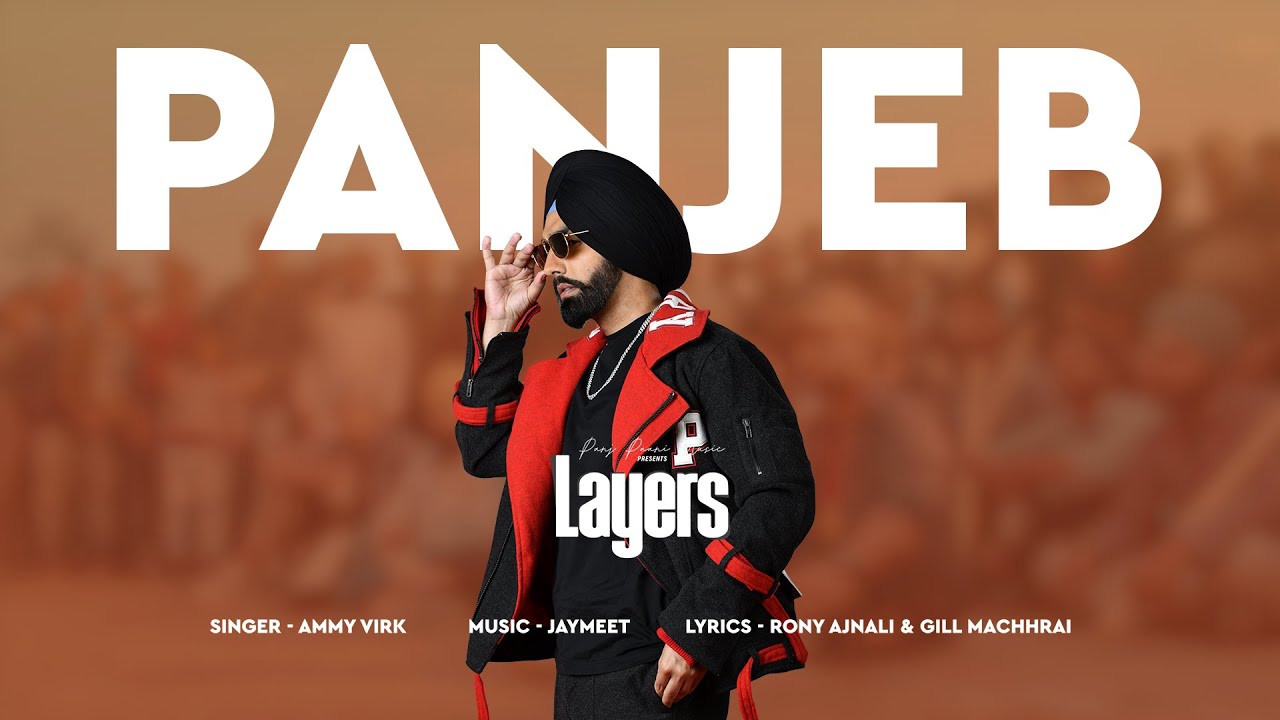 PANJEB
Panj Paani Music
PRESENTS
P
Layers
SINGER - AMMY VIRK MUSIC - JAYMEET LYRICS - RONY AJNALI & GILL MACHHRAI